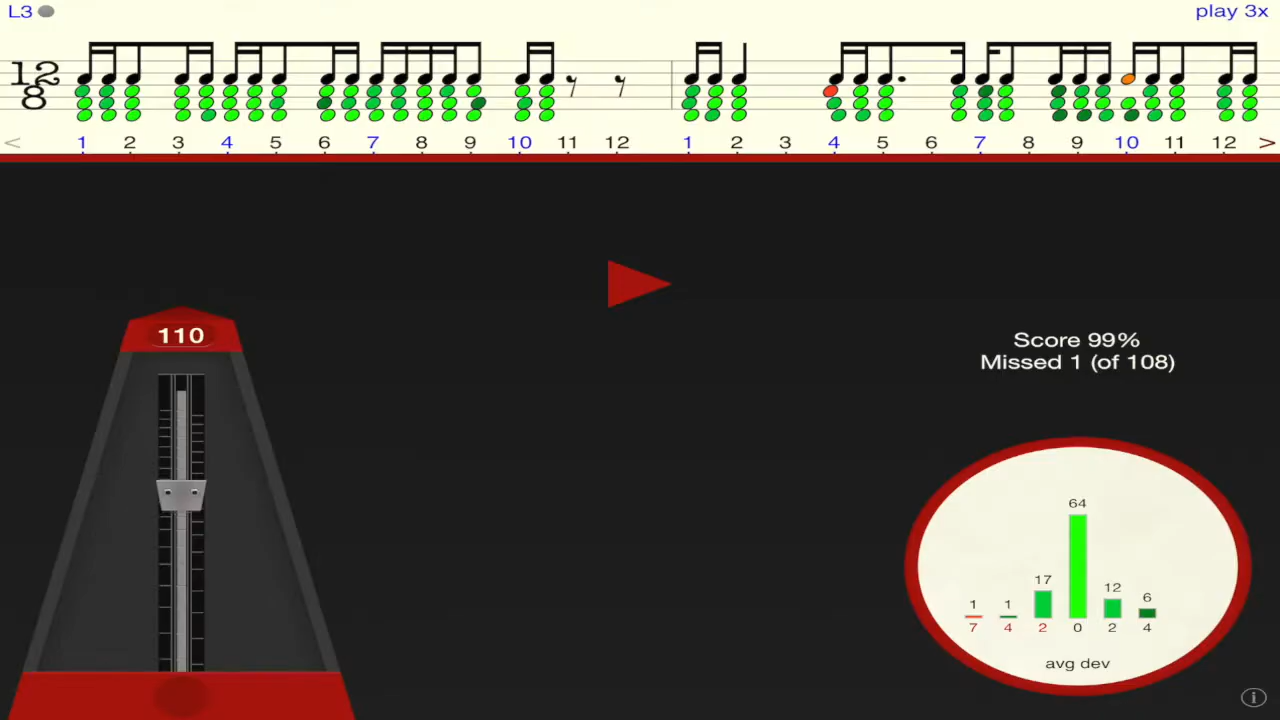 L3 play 3x
12
8
< 1 2 3 4 5 6 7 8 9 10 11 12 1 2 3 4 5 6 7 8 9 10 11 12 >
110
Score 99%
Missed 1 (of 108)
64
17
12
6
1 1
7 4 2 0 2 4
avg dev
i